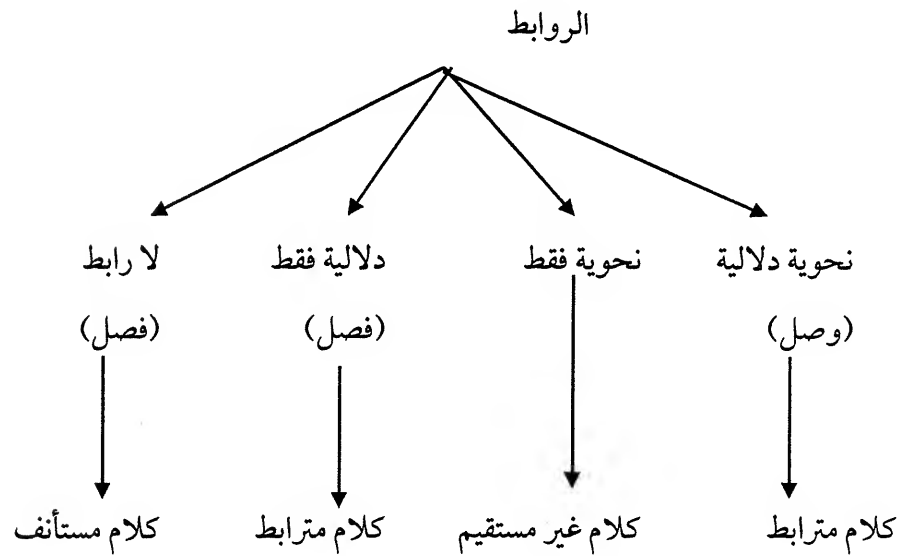 الروابط
نحوية دلالية نحوية فقط دلالية فقط لا رابط
(وصل) (فصل) (فصل)
كلام مترابط كلام غير مستقيم كلام مترابط كلام مستأنف